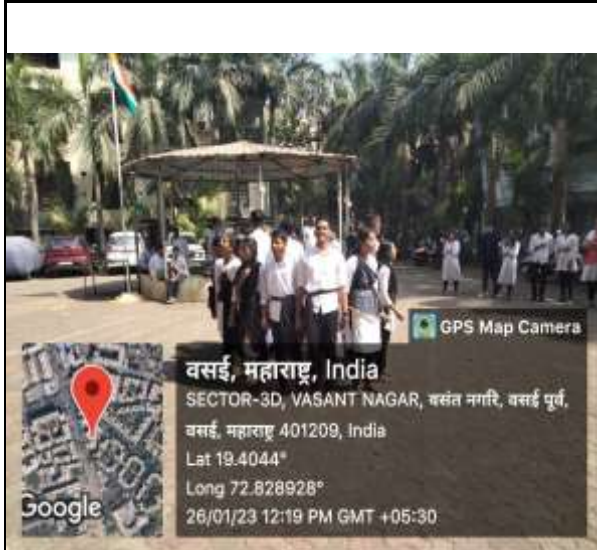 GPS Map Camera
वसई, महाराष्ट्र, India
SECTOR-3D, VASANT NAGAR, वसंत नगरि, वसई पूर्व,
वसई, महाराष्ट्र 401209, India
Lat 19.4044°
Long 72.828928°
26/01/23 12:19 PM GMT +05:30
Google